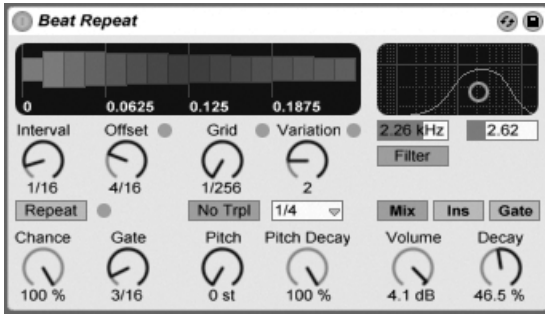 Beat Repeat
0 0.0625 0.125 0.1875
Interval Offset Grid Variation
2.26 kHz 2.62
Filter
1/16 4/16 1/256 2
Repeat No Trpl 1/4 Mix Ins Gate
Chance Gate Pitch Pitch Decay Volume Decay
100 % 3/16 0 st 100 % 4.1 dB 46.5 %